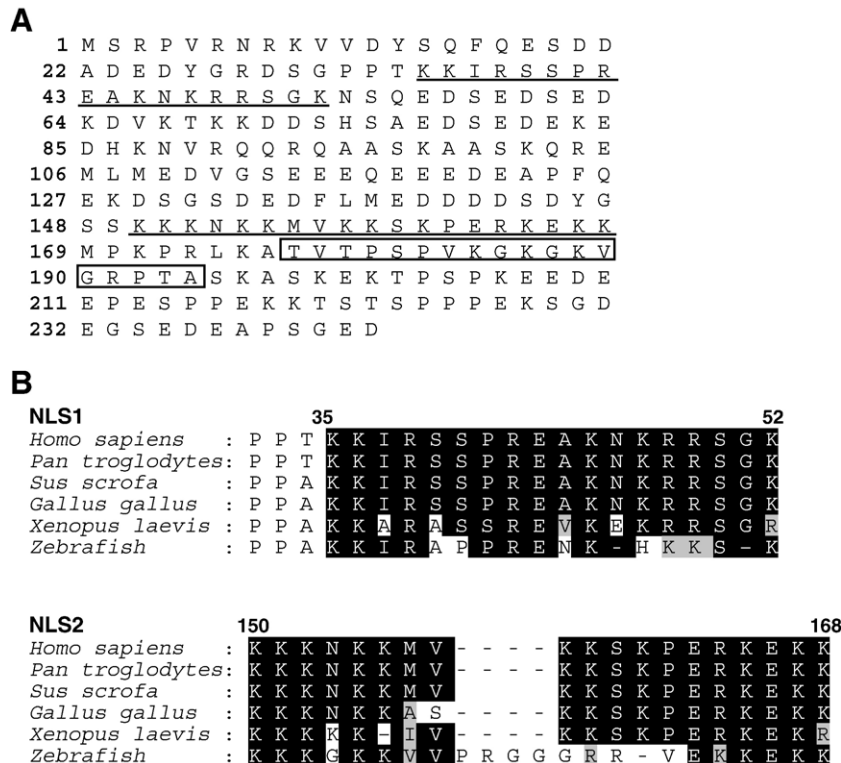 A
1 M S R P V R N R K V V D Y S Q F Q E S D D
22 A D E D Y G R D S G P P T K K I R S S P R
43 E A K N K R R S G K N S Q E D S E D S E D
64 K D V K T K K D D S H S A E D S E D E K E
85 D H K N V R Q Q R Q A A S K A A S K Q R E
106 M L M E D V G S E E E Q E E E D E A P F Q
127 E K D S G S D E D F L M E D D D D S D Y G
148 S S K K K N K K M V K K S K P E R K E K K
169 M P K P R L K A T V T P S P V K G K G K V
190 G R P T A S K A S K E K T P S P K E E D E
211 E P E S P P E K K T S T S P P P E K S G D
232 E G S E D E A P S G E D
B
NLS1 35 52
Homo sapiens : P P T K K I R S S P R E A K N K R R S G K
Pan troglodytes: P P T K K I R S S P R E A K N K R R S G K
Sus scrofa : P P A K K I R S S P R E A K N K R R S G K
Gallus gallus : P P A K K I R S S P R E A K N K R R S G K
Xenopus laevis : P P A K K A R A S S R E V K E K R R S G R
Zebrafish : P P A K K I R A P P R E N K - H K K S - K
NLS2 150 168
Homo sapiens : K K K N K K M V - - - - K K S K P E R K E K K
Pan troglodytes : K K K N K K M V - - - - K K S K P E R K E K K
Sus scrofa : K K K N K K M V K K S K P E R K E K K
Gallus gallus : K K K N K K A S - - - - K K S K P E R K E K K
Xenopus laevis : K K K K K - I V - - - - K K S K P E R K E K R
Zebrafish : K K K G K K V V P R G G G R R - V E K K E K K